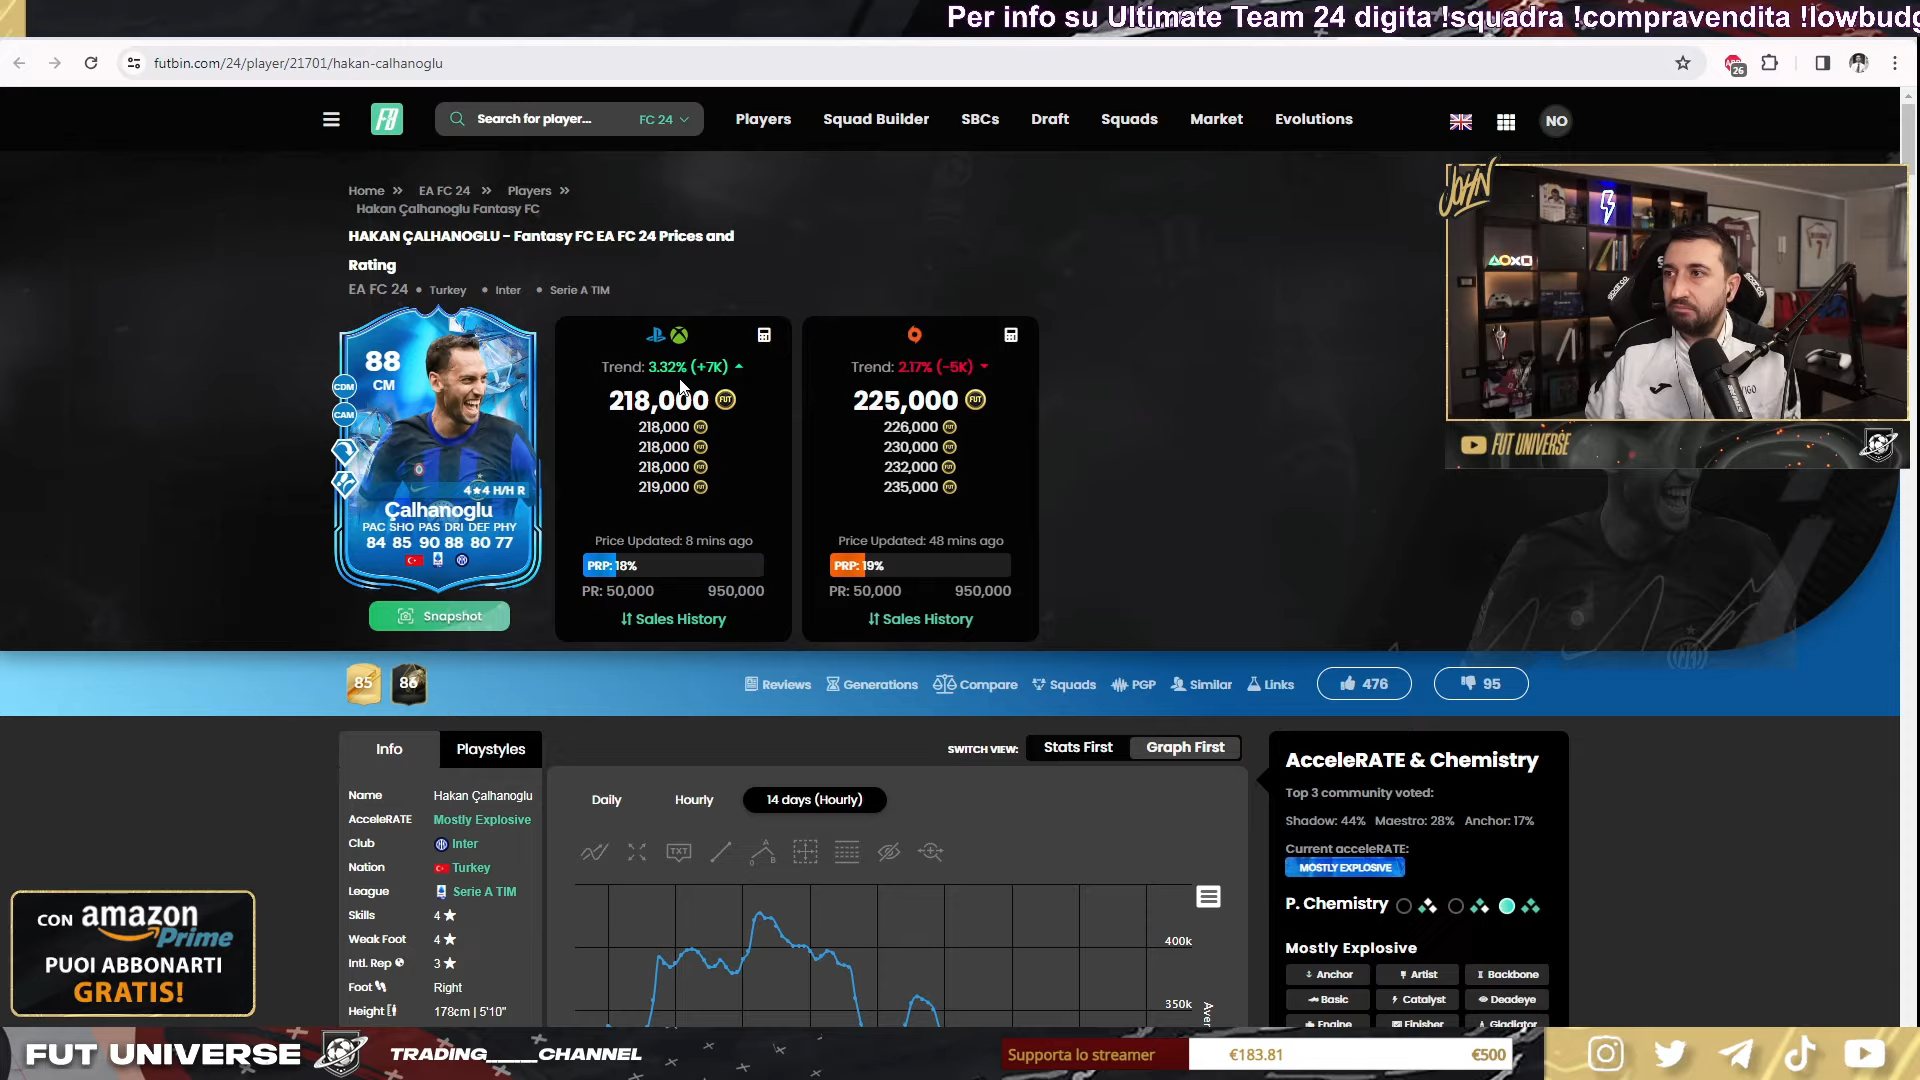 Per info su Ultimate Team 24 digita !squadra !compravendita !lowbudg
futbin.com/24/player/21701/hakan-calhanoglu
26
FB
Search for player...
FC 24
Players
Squad Builder
SBCs
Draft
Squads
Market
Evolutions
NO
Home » EA FC 24 » Players »
Hakan Çalhanoglu Fantasy FC
HAKAN ÇALHANOGLU - Fantasy FC EA FC 24 Prices and
Rating
EA FC 24 • Turkey • Inter • Serie A TIM
88
CM
CDM
CAM
4★4 H/H R
Çalhanoglu
PAC SHO PAS DRI DEF PHY
84 85 90 88 80 77
Snapshot
Trend: 3.32% (+7K)
218,000
218,000
218,000
218,000
219,000
Price Updated: 8 mins ago
PRP: 18%
PR: 50,000 950,000
Sales History
Trend: 2.17% (-5K)
225,000
226,000
230,000
232,000
235,000
Price Updated: 48 mins ago
PRP: 19%
PR: 50,000 950,000
Sales History
JOHN
FUT UNIVERSE
85
86
Reviews
Generations
Compare
Squads
PGP
Similar
Links
476
95
Info
Playstyles
Name Hakan Çalhanoglu
AcceleRATE Mostly Explosive
Club Inter
Nation Turkey
League Serie A TIM
Skills 4 ★
Weak Foot 4 ★
Intl. Rep 3 ★
Foot Right
Height 178cm | 5'10"
SWITCH VIEW:
Stats First
Graph First
Daily
Hourly
14 days (Hourly)
TXT
400k
350k
Aver
AcceleRATE & Chemistry
Top 3 community voted:
Shadow: 44% Maestro: 28% Anchor: 17%
Current acceleRATE:
MOSTLY EXPLOSIVE
P. Chemistry
Mostly Explosive
Anchor
Artist
Backbone
Basic
Catalyst
Deadeye
Engine
Finisher
Gladiator
CON amazon
Prime
PUOI ABBONARTI
GRATIS!
FUT UNIVERSE
TRADING____CHANNEL
Supporta lo streamer
€183.81
€500